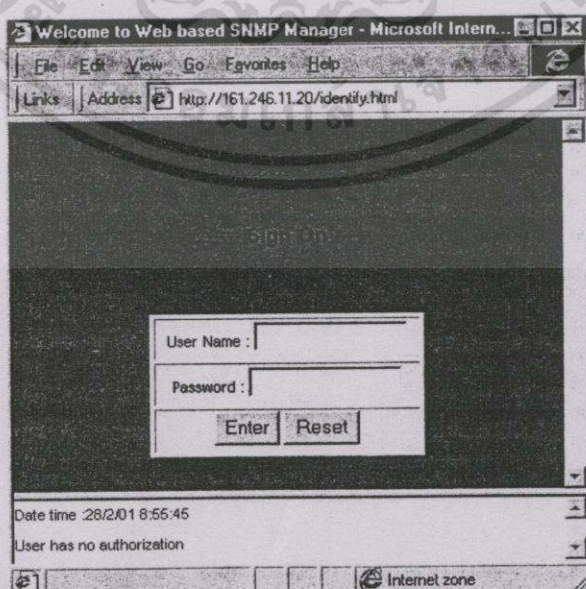 Welcome to Web based SNMP Manager - Microsoft Intern...
File Edit View Go Favorites Help
Links Address http://161.246.11.20/identify.html
Sign On
User Name :
Password :
Enter Reset
Date time :28/2/01 8:55:45
User has no authorization
Internet zone